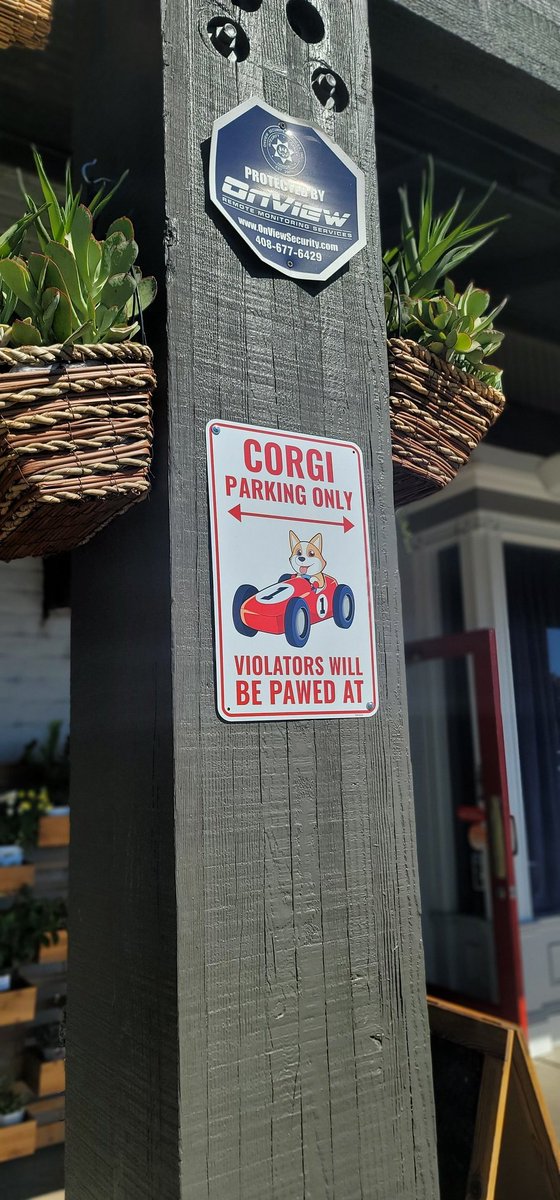 PROTECTED BY
OnView
REMOTE MONITORING SERVICES
www.OnViewSecurity.com
408-677-6429
CORGI
PARKING ONLY
1
1
VIOLATORS WILL
BE PAWED AT